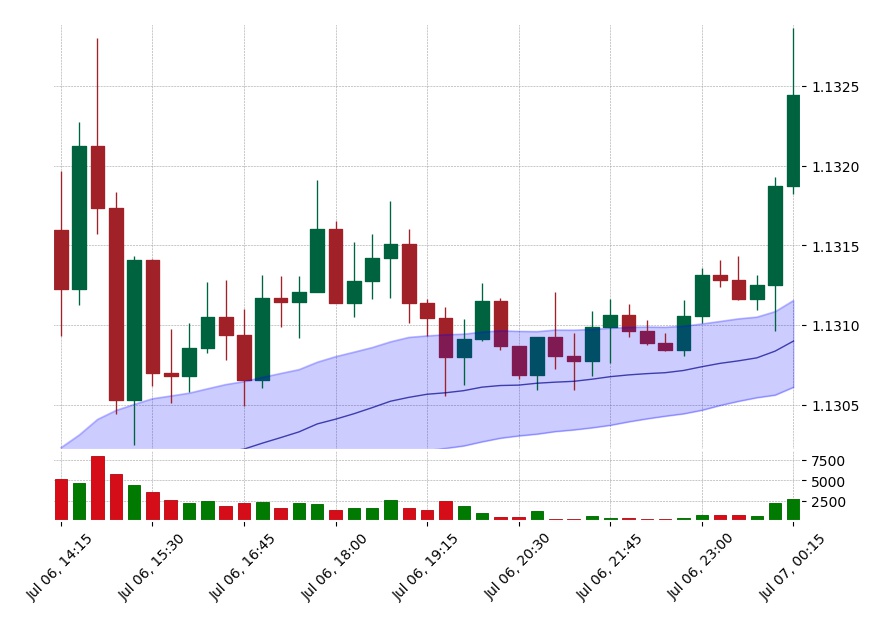 1.1325
1.1320
1.1315
1.1310
1.1305
7500
5000
2500
Jul 06, 14:15
Jul 06, 15:30
Jul 06, 16:45
Jul 06, 18:00
Jul 06, 19:15
Jul 06, 20:30
Jul 06, 21:45
Jul 06, 23:00
Jul 07, 00:15